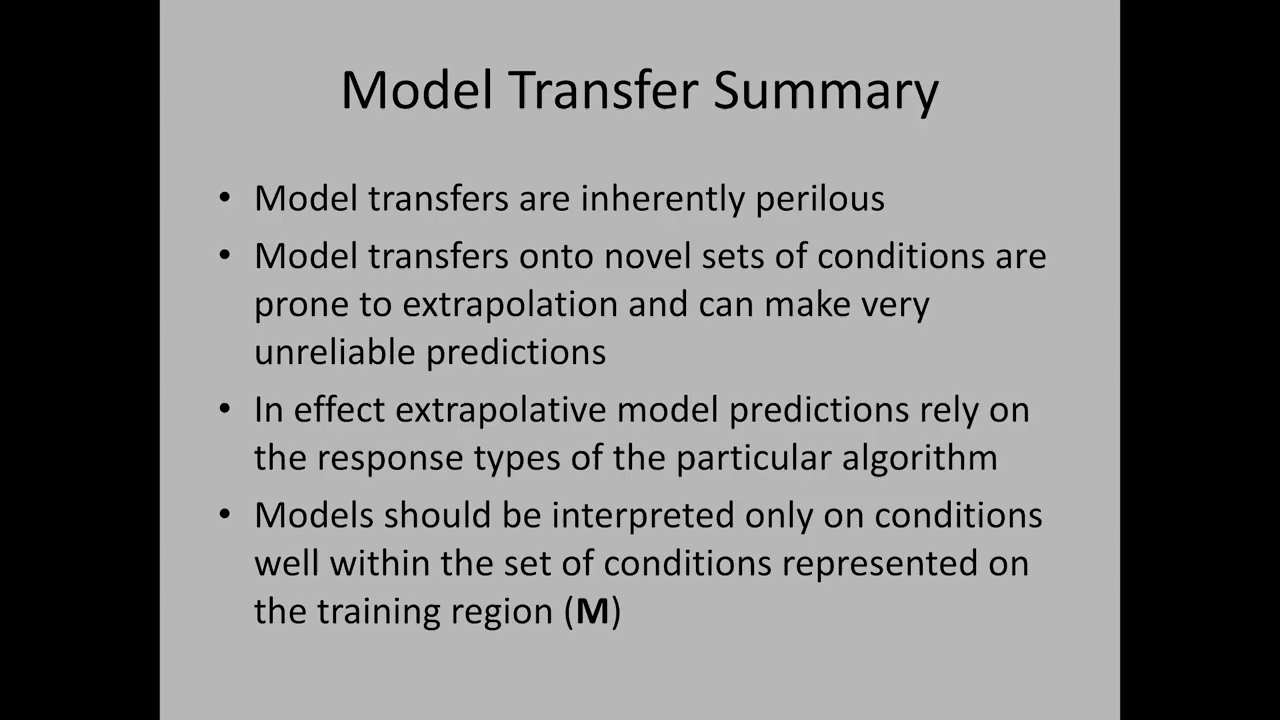 Model Transfer Summary
• Model transfers are inherently perilous
• Model transfers onto novel sets of conditions are
prone to extrapolation and can make very
unreliable predictions
• In effect extrapolative model predictions rely on
the response types of the particular algorithm
• Models should be interpreted only on conditions
well within the set of conditions represented on
the training region (M)